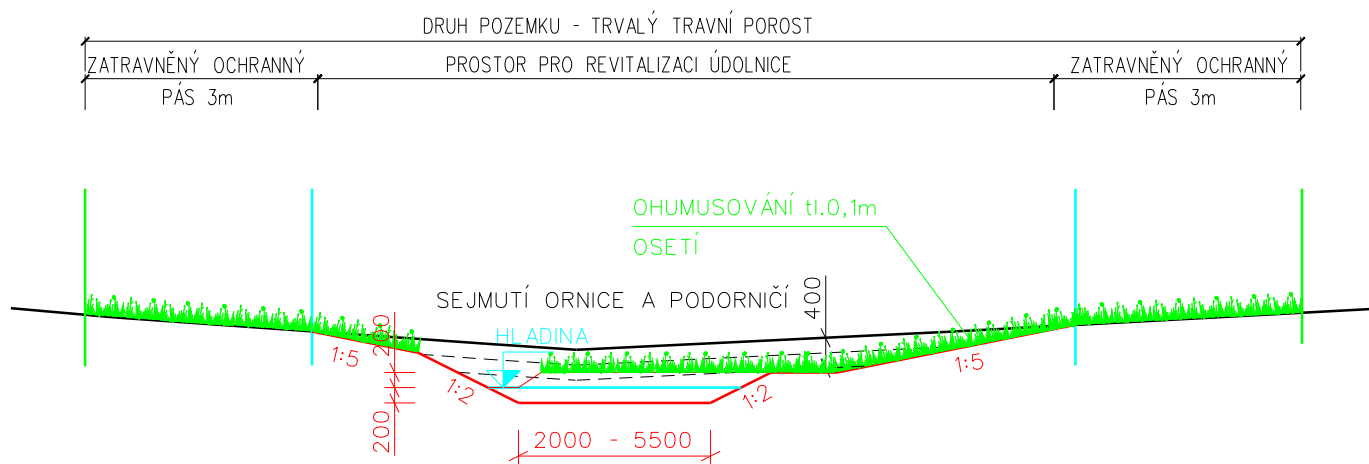 DRUH POZEMKU - TRVALÝ TRAVNÍ POROST
ZATRAVNĚNÝ OCHRANNÝ
PÁS 3m
PROSTOR PRO REVITALIZACI ÚDOLNICE
ZATRAVNĚNÝ OCHRANNÝ
PÁS 3m
OHUMUSOVÁNÍ tl.0,1m
OSETÍ
SEJMUTÍ ORNICE A PODORNIČÍ
400
HLADINA
200
1:5
1:2
1:2
1:5
200
2000 - 5500